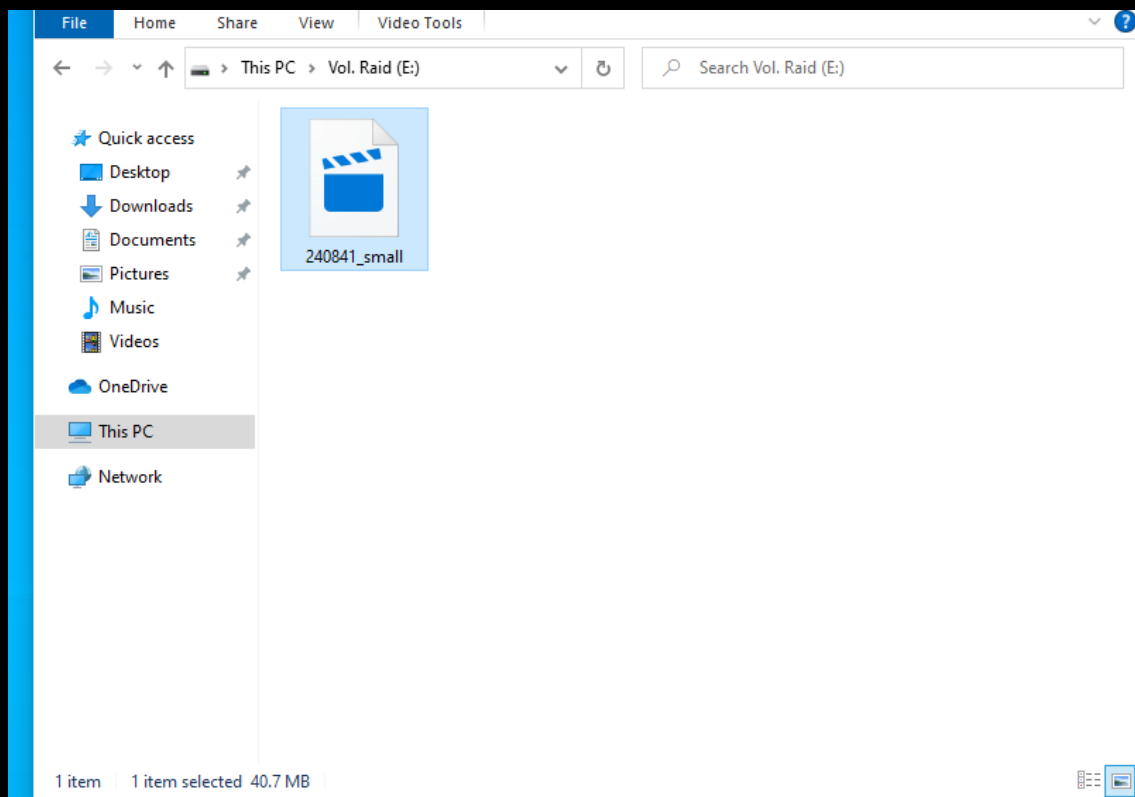 File Home Share View Video Tools
?
This PC > Vol. Raid (E:)
Search Vol. Raid (E:)
Quick access
Desktop
Downloads
Documents
Pictures
Music
Videos
OneDrive
This PC
Network
240841_small
1 item 1 item selected 40.7 MB